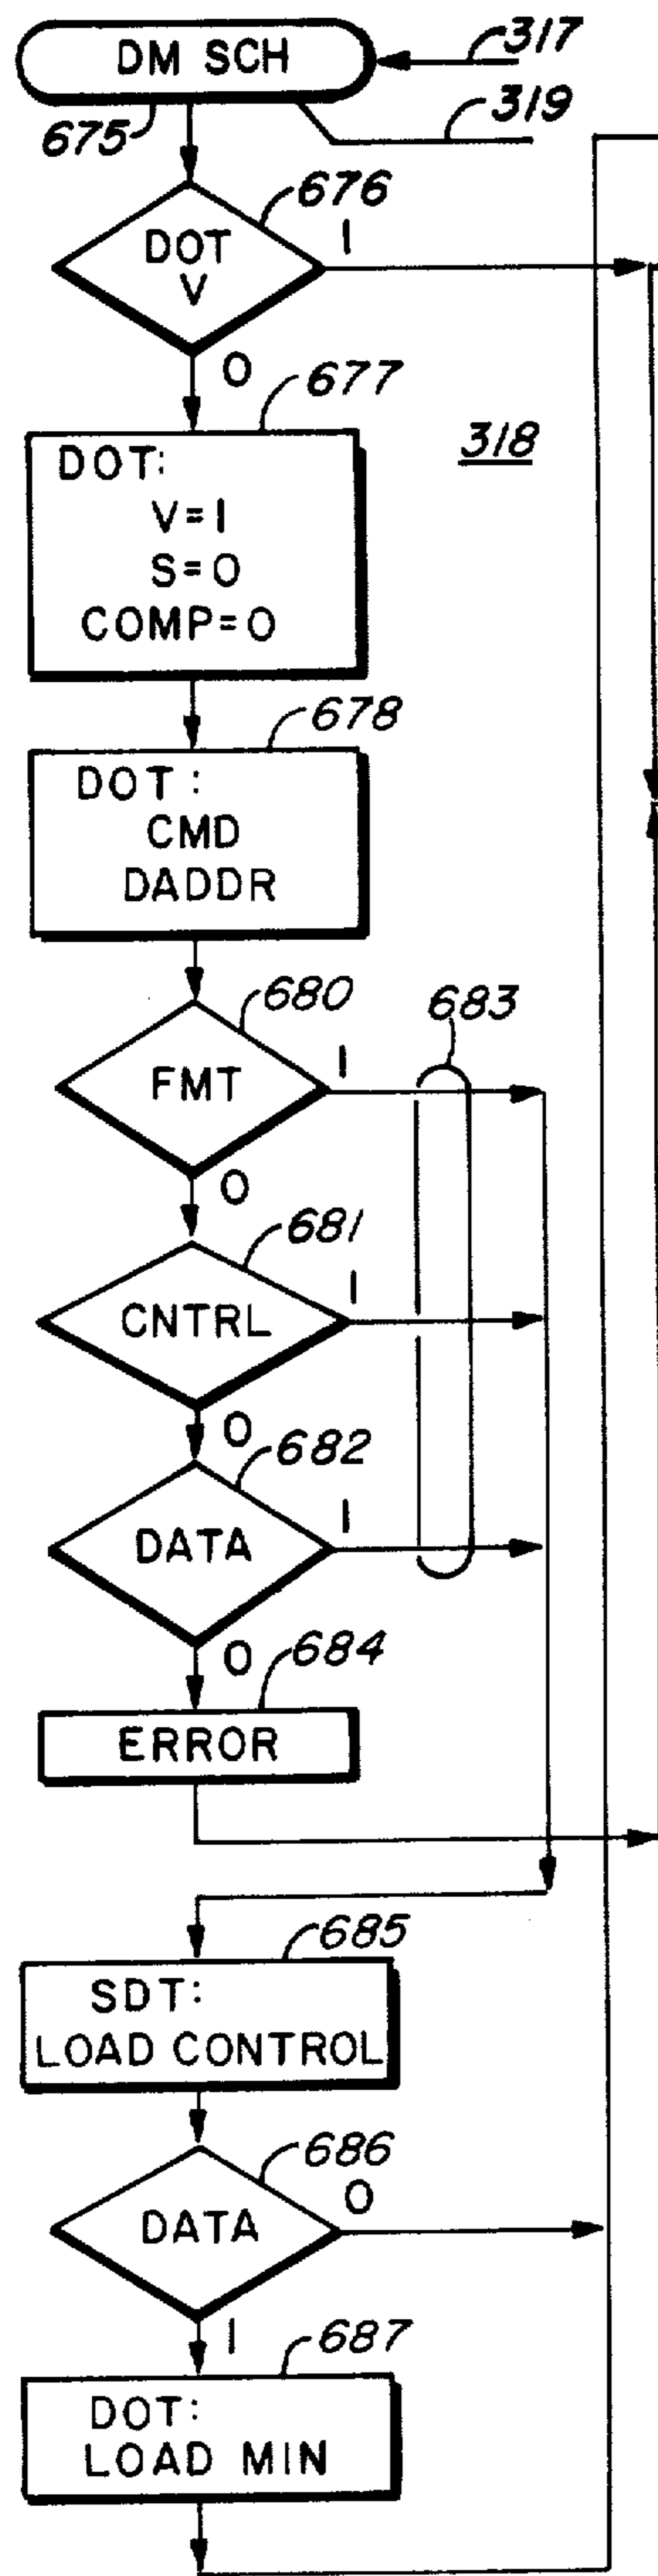 DM SCH
317
675
319
676
DOT
V
1
0
677
318
DOT:
V=1
S=0
COMP=0
678
DOT:
CMD
DADDR
680
683
FMT
1
0
681
CNTRL
1
0
682
DATA
1
0
684
ERROR
685
SDT:
LOAD CONTROL
686
DATA
0
1
687
DOT:
LOAD MIN